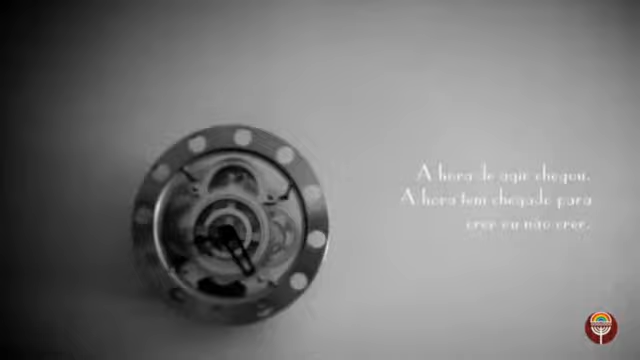 A hora de agir chegou.
A hora tem chegado para
crer ou não crer.